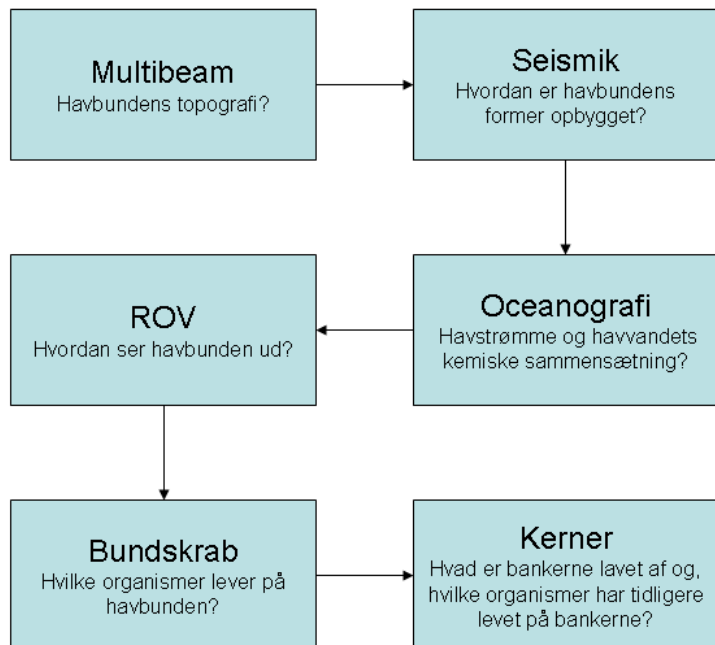 Multibeam
Havbundens topografi?
Seismik
Hvordan er havbundens
former opbygget?
Oceanografi
Havstrømme og havvandets
kemiske sammensætning?
ROV
Hvordan ser havbunden ud?
Bundskrab
Hvilke organismer lever på
havbunden?
Kerner
Hvad er bankerne lavet af og,
hvilke organismer har tidligere
levet på bankerne?